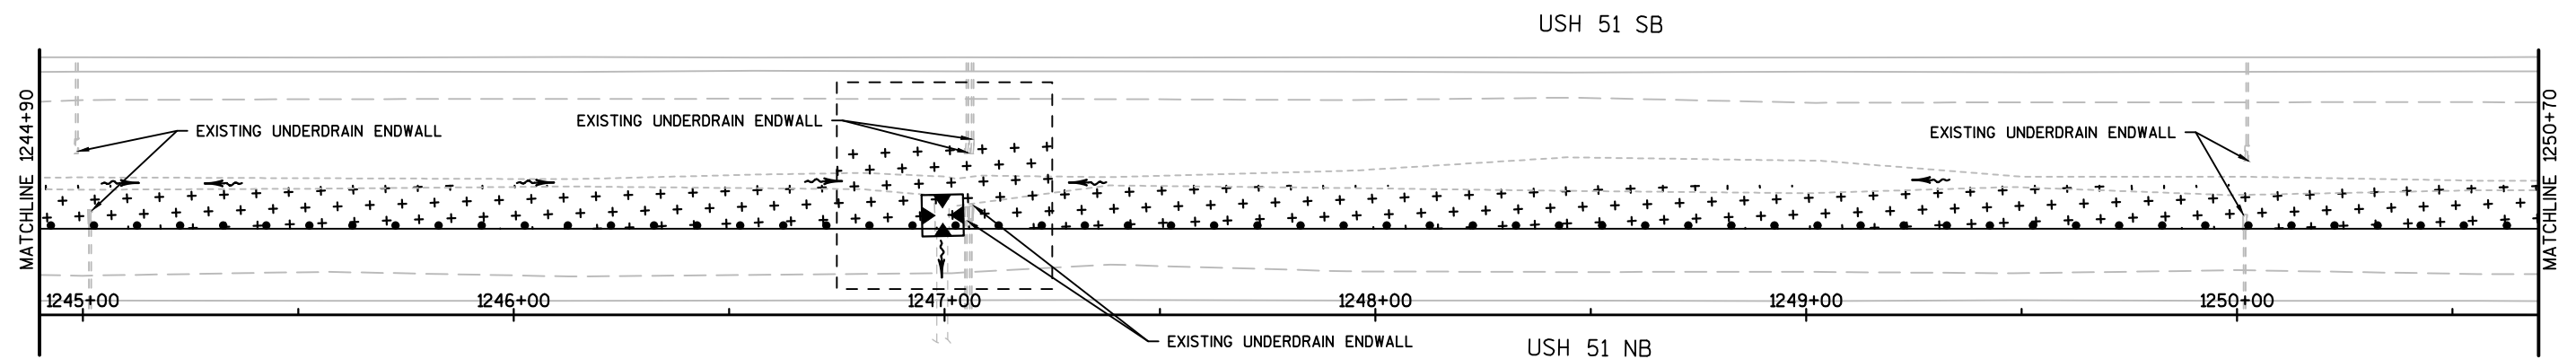 USH 51 SB
MATCHLINE 1244+90
EXISTING UNDERDRAIN ENDWALL
EXISTING UNDERDRAIN ENDWALL
EXISTING UNDERDRAIN ENDWALL
MATCHLINE 1250+70
1245+00
1246+00
1247+00
1248+00
1249+00
1250+00
EXISTING UNDERDRAIN ENDWALL
USH 51 NB